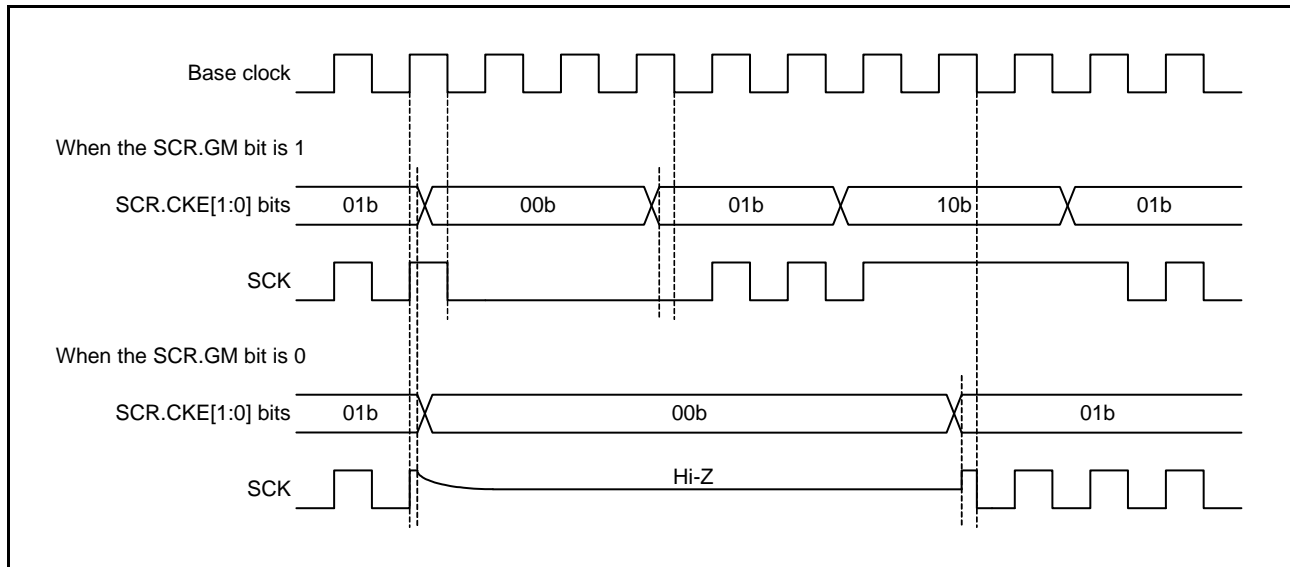 Base clock
When the SCR.GM bit is 1
SCR.CKE[1:0] bits 01b 00b 01b 10b 01b
SCK
When the SCR.GM bit is 0
SCR.CKE[1:0] bits 01b 00b 01b
SCK Hi-Z